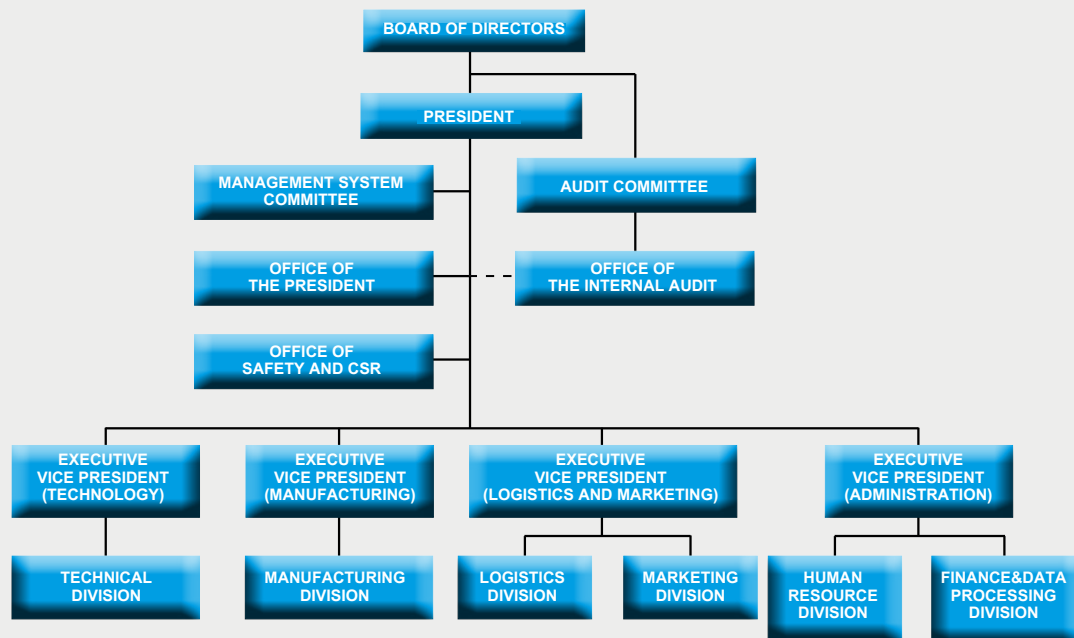 BOARD OF DIRECTORS
PRESIDENT
MANAGEMENT SYSTEM
COMMITTEE
AUDIT COMMITTEE
OFFICE OF
THE PRESIDENT
OFFICE OF
THE INTERNAL AUDIT
OFFICE OF
SAFETY AND CSR
EXECUTIVE
VICE PRESIDENT
(TECHNOLOGY)
EXECUTIVE
VICE PRESIDENT
(MANUFACTURING)
EXECUTIVE
VICE PRESIDENT
(LOGISTICS AND MARKETING)
EXECUTIVE
VICE PRESIDENT
(ADMINISTRATION)
TECHNICAL
DIVISION
MANUFACTURING
DIVISION
LOGISTICS
DIVISION
MARKETING
DIVISION
HUMAN
RESOURCE
DIVISION
FINANCE&DATA
PROCESSING
DIVISION